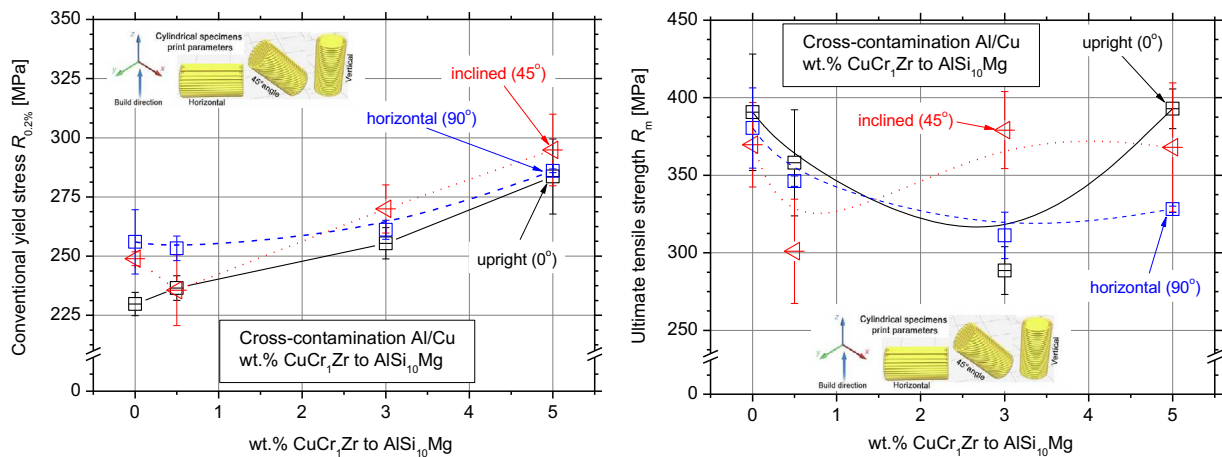 Conventional yield stress R0.2% [MPa]
350
325
300
275
250
225
0
Cylindrical specimens
print parameters
z
y
x
Build direction
Horizontal
45°angle
Vertical
inclined (45°)
horizontal (90°)
upright (0°)
Cross-contamination Al/Cu
wt.% CuCr1Zr to AlSi10Mg
0 1 2 3 4 5
wt.% CuCr1Zr to AlSi10Mg
Ultimate tensile strength Rm [MPa]
450
400
350
300
250
0
Cross-contamination Al/Cu
wt.% CuCr1Zr to AlSi10Mg
upright (0°)
inclined (45°)
horizontal (90°)
Cylindrical specimens
print parameters
z
y
x
Build direction
Horizontal
45°angle
Vertical
0 1 2 3 4 5
wt.% CuCr1Zr to AlSi10Mg